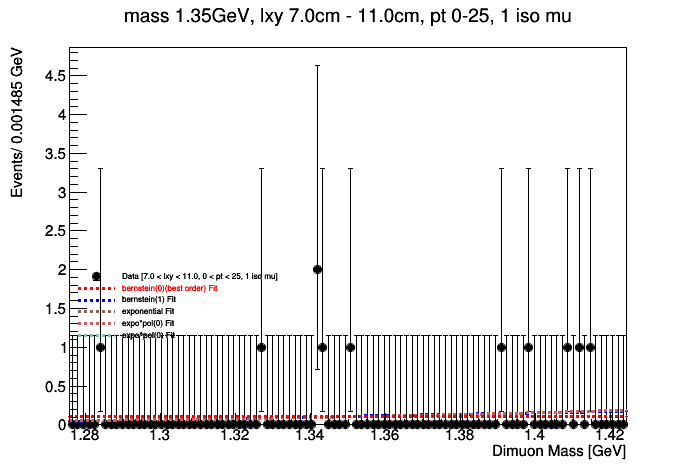 mass 1.35GeV, lxy 7.0cm - 11.0cm, pt 0-25, 1 iso mu
Events/ 0.001485 GeV
4.5
4
3.5
3
2.5
2
1.5
1
0.5
0
Data [7.0 < lxy < 11.0, 0 < pt < 25, 1 iso mu]
bernstein(0)(best order) Fit
bernstein(1) Fit
exponential Fit
expo*pol(0) Fit
expo*pol(0) Fit
1.28 1.3 1.32 1.34 1.36 1.38 1.4 1.42
Dimuon Mass [GeV]